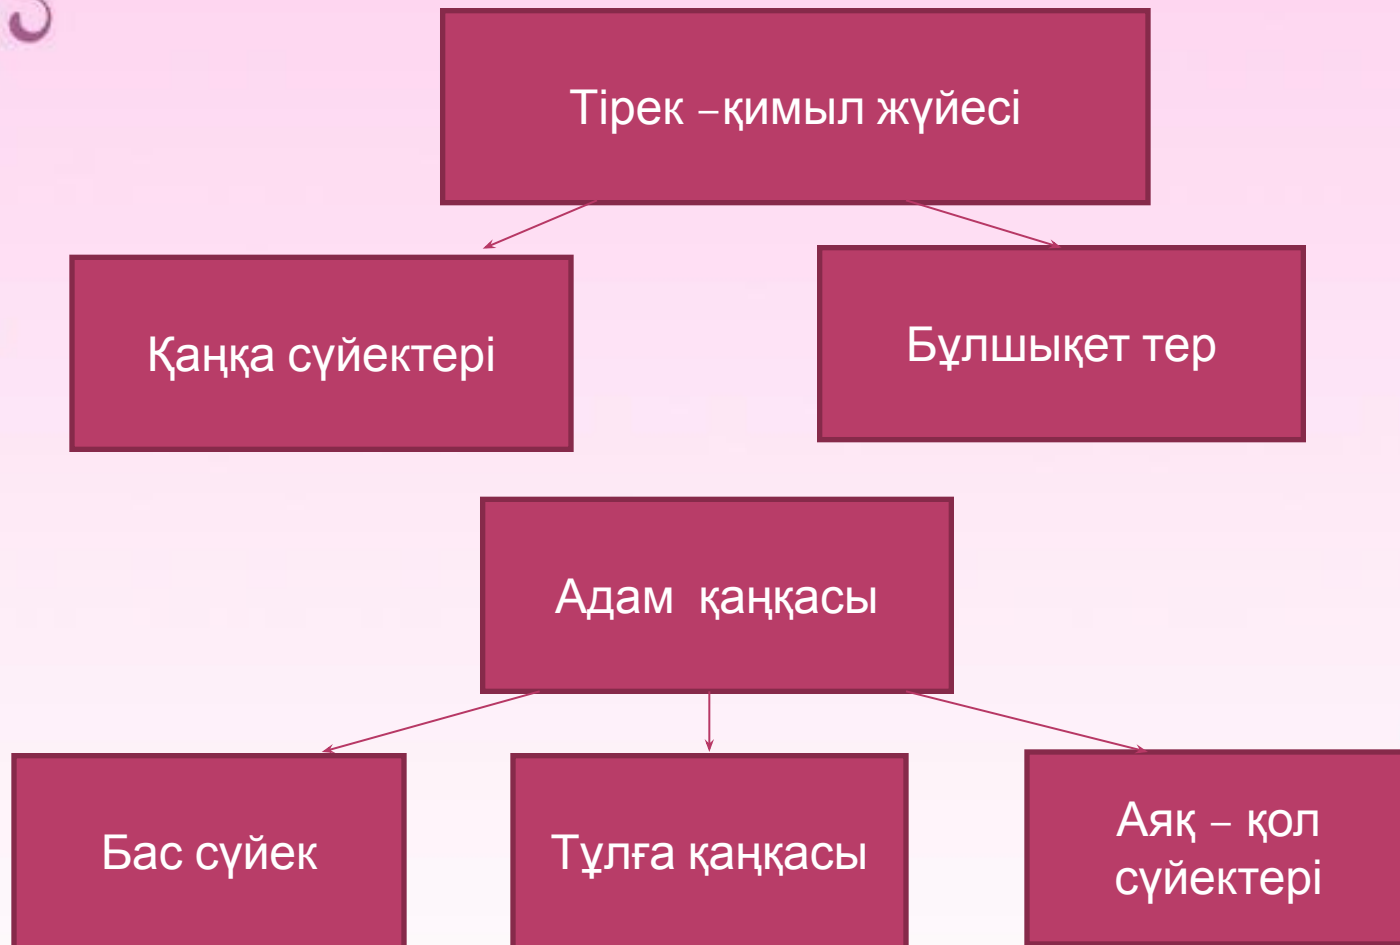 Тірек –қимыл жүйесі
Қаңқа сүйектері
Бұлшықет тер
Адам  қаңқасы
Бас сүйек
Тұлға қаңқасы
Аяқ – қол
сүйектері